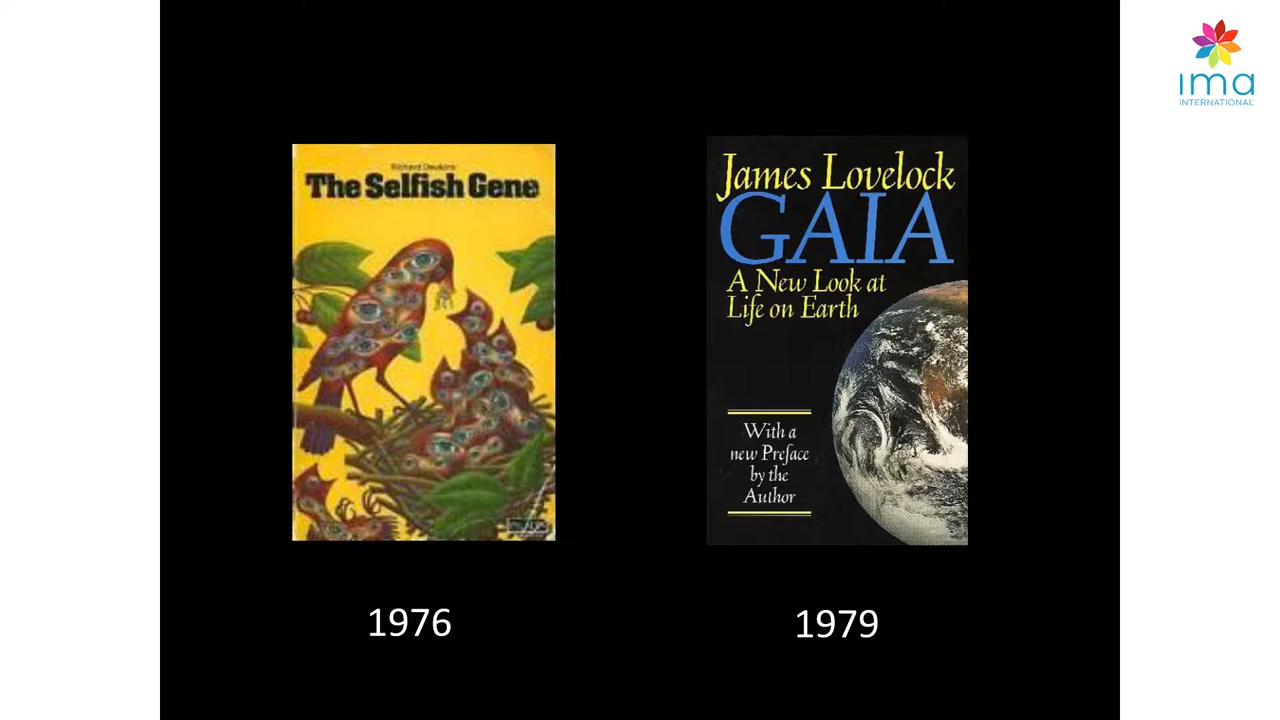 ima
INTERNATIONAL
Richard Dawkins
The Selfish Gene
James Lovelock
GAIA
A New Look at
Life on Earth
With a
new Preface
by the
Author
1976
1979